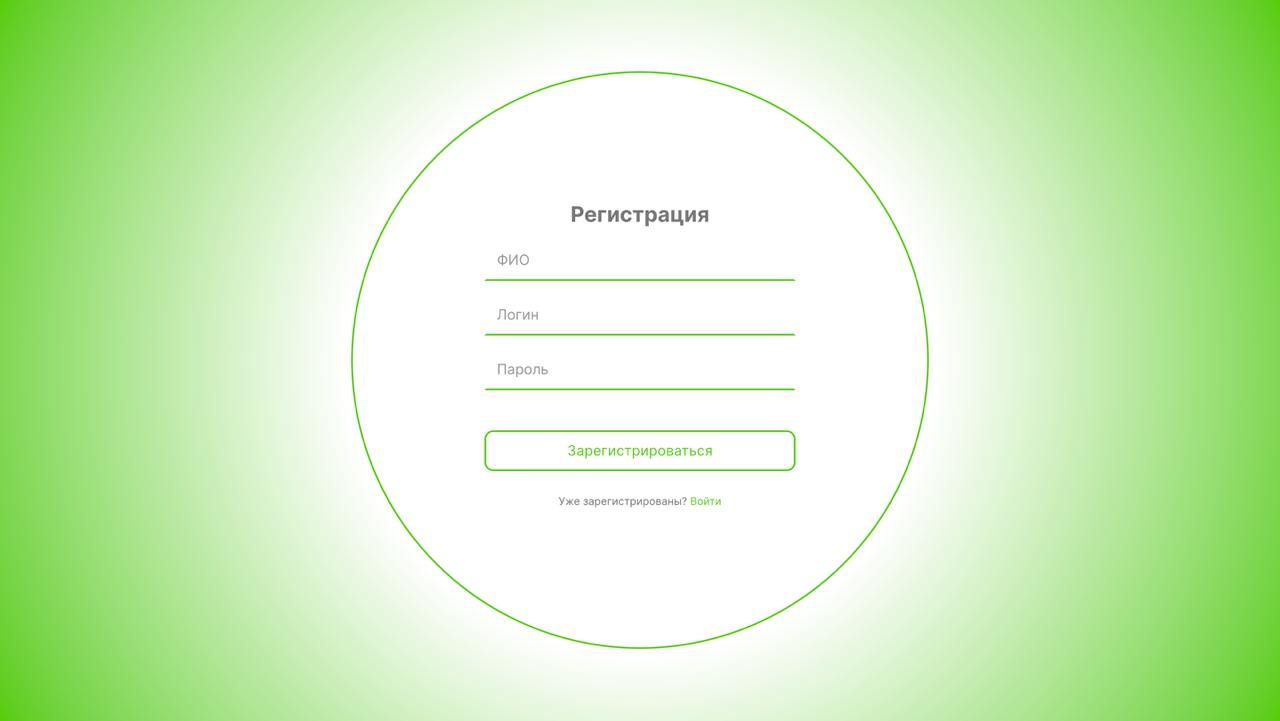 Регистрация
ФИО
Логин
Пароль
Зарегистрироваться
Уже зарегистрированы? Войти